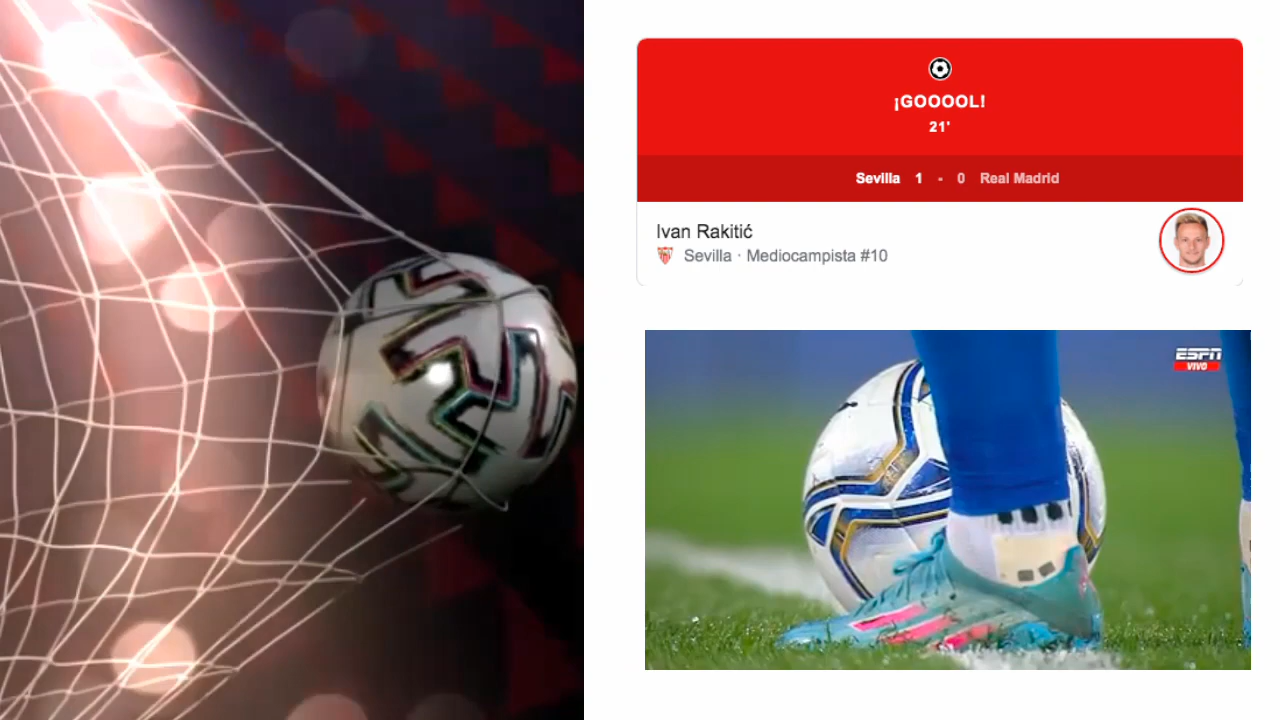 ¡GOOOOL!
21'
Sevilla 1 - 0 Real Madrid
Ivan Rakitić
Sevilla · Mediocampista #10
ESPN
VIVO